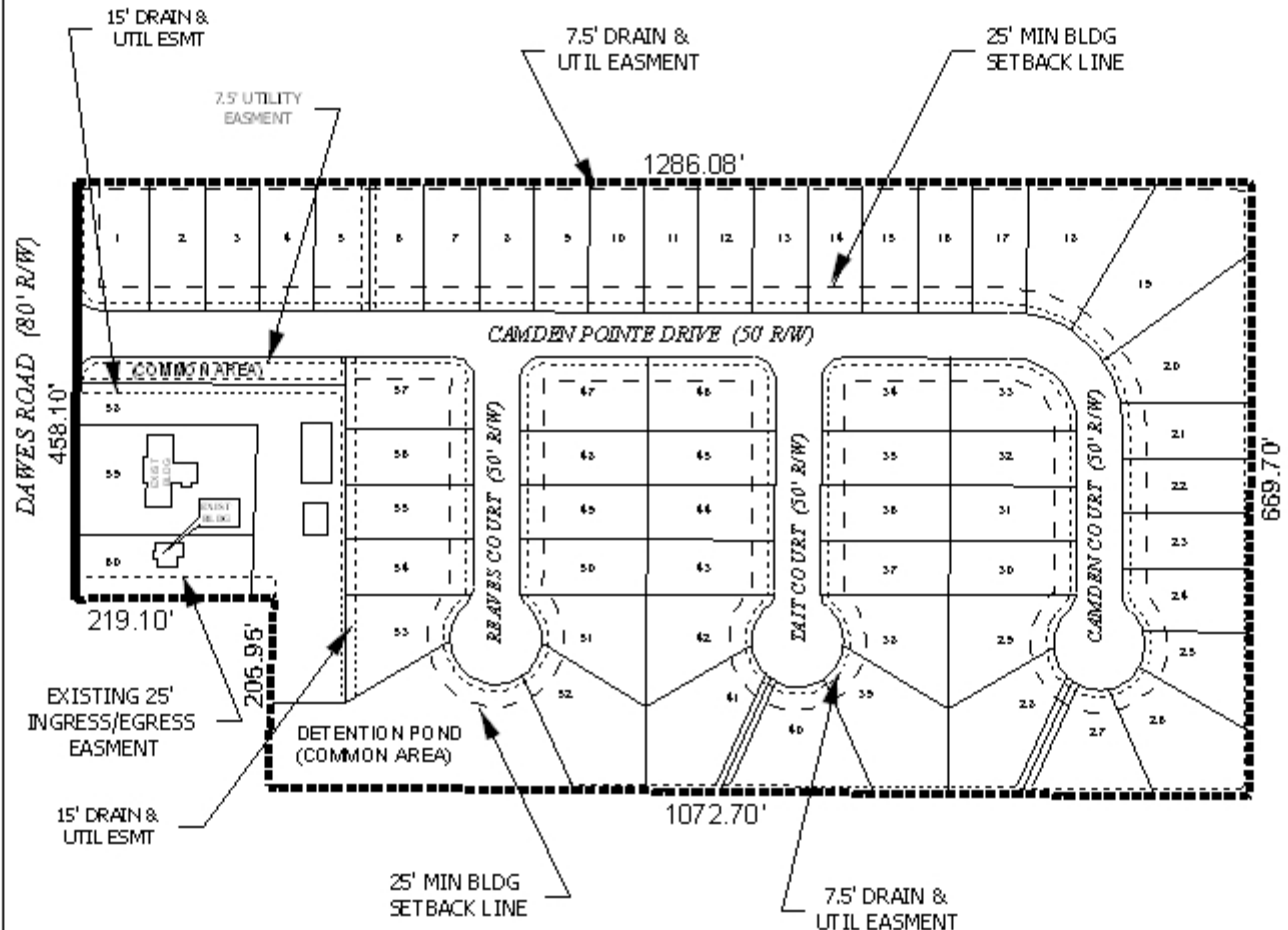 15' DRAIN &
UTIL ESMT
7.5' DRAIN &
UTIL EASMENT
25' MIN BLDG
SETBACK LINE
7.5' UTILITY
EASMENT
1286.08'
1
2
3
4
5
6
7
8
9
10
11
12
13
14
15
16
17
18
19
CAMDEN POINTE DRIVE (50' R/W)
DAWES ROAD (80' R/W)
458.10'
(COMMON AREA)
58
59
60
EXIST
BLDG
EXIST
BLDG
57
56
55
54
53
REAVES COURT (50' R/W)
47
48
49
50
51
52
46
45
44
43
42
41
TAIT COURT (50' R/W)
40
34
35
36
37
38
39
33
32
31
30
29
28
CAMDEN COURT (50' R/W)
20
21
22
23
24
25
26
27
669.70'
219.10'
206.95'
EXISTING 25'
INGRESS/EGRESS
EASMENT
DETENTION POND
(COMMON AREA)
15' DRAIN &
UTIL ESMT
1072.70'
25' MIN BLDG
SETBACK LINE
7.5' DRAIN &
UTIL EASMENT